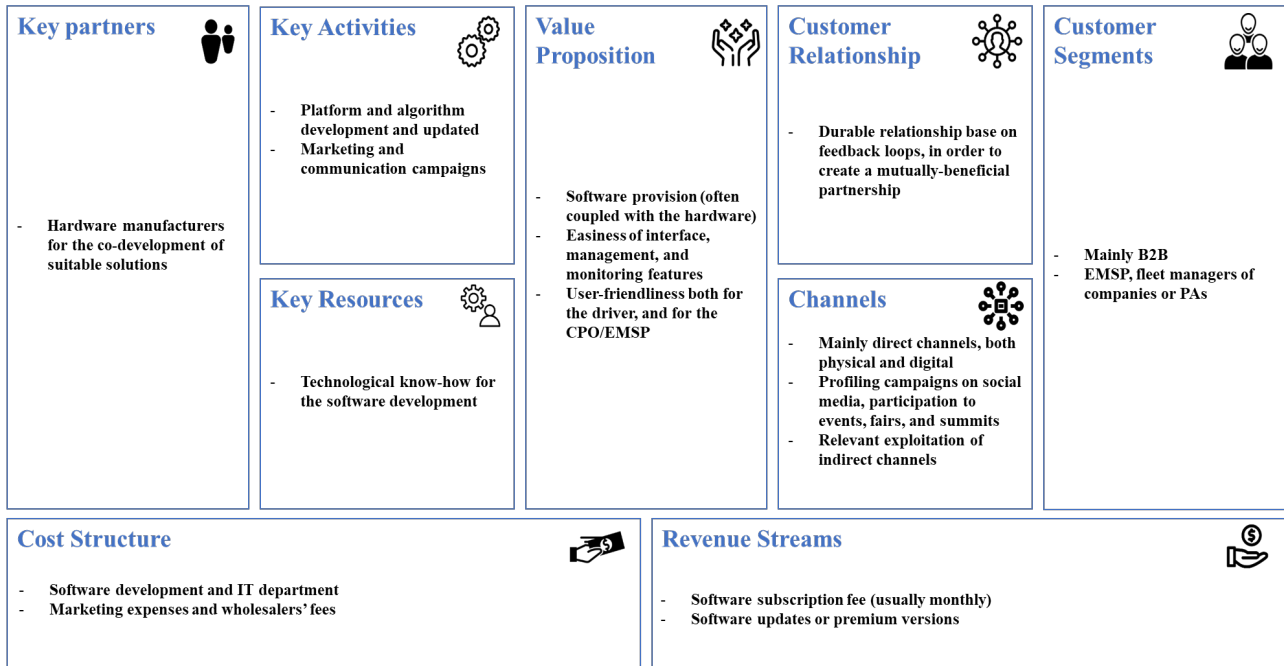 Key partners
- Hardware manufacturers
for the co-development of
suitable solutions
Key Activities
- Platform and algorithm
development and updated
- Marketing and
communication campaigns
Key Resources
- Technological know-how for
the software development
Value
Proposition
- Software provision (often
coupled with the hardware)
- Easiness of interface,
management, and
monitoring features
- User-friendliness both for
the driver, and for the
CPO/EMSP
Customer
Relationship
- Durable relationship base on
feedback loops, in order to
create a mutually-beneficial
partnership
Channels
- Mainly direct channels, both
physical and digital
- Profiling campaigns on social
media, participation to
events, fairs, and summits
- Relevant exploitation of
indirect channels
Customer
Segments
- Mainly B2B
- EMSP, fleet managers of
companies or PAs
Cost Structure
- Software development and IT department
- Marketing expenses and wholesalers’ fees
Revenue Streams
- Software subscription fee (usually monthly)
- Software updates or premium versions